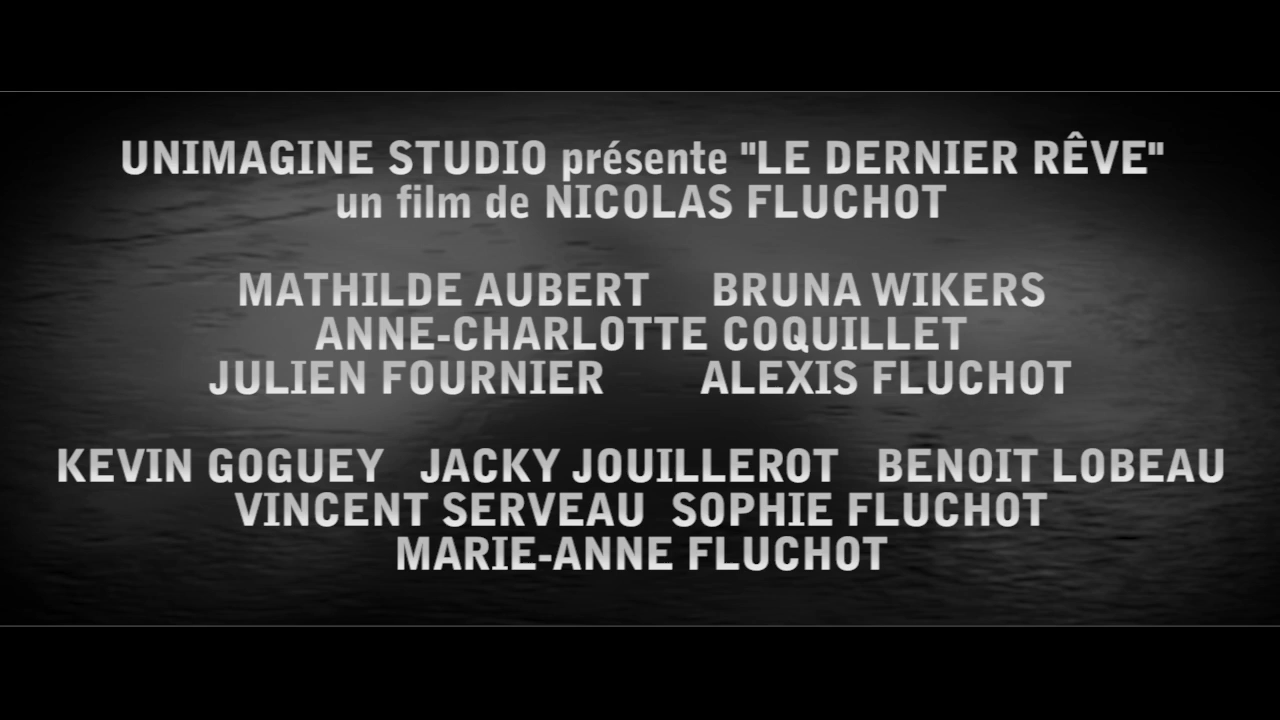 UNIMAGINE STUDIO présente "LE DERNIER RÊVE"
un film de NICOLAS FLUCHOT
MATHILDE AUBERT BRUNA WIKERS
ANNE-CHARLOTTE COQUILLET
JULIEN FOURNIER ALEXIS FLUCHOT
KEVIN GOGUEY JACKY JOUILLEROT BENOIT LOBEAU
VINCENT SERVEAU SOPHIE FLUCHOT
MARIE-ANNE FLUCHOT